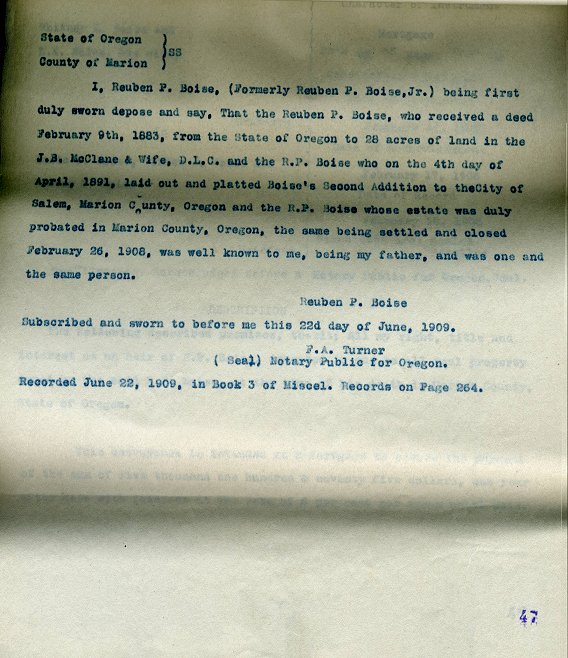 State of Oregon )
)SS
County of Marion )
I, Reuben P. Boise, (Formerly Reuben P. Boise,Jr.) being first
duly sworn depose and say, That the Reuben P. Boise, who received a deed
February 9th, 1883, from the State of Oregon to 28 acres of land in the
J.B. McClane & Wife, D.L.C. and the R.P. Boise who on the 4th day of
April, 1891, laid out and platted Boise's Second Addition to theCity of
Salem, Marion County, Oregon and the R.P. Boise whose estate was duly
probated in Marion County, Oregon, the same being settled and closed
February 26, 1908, was well known to me, being my father, and was one and
the same person.
Reuben P. Boise
Subscribed and sworn to before me this 22d day of June, 1909.
F.A. Turner
( Seal) Notary Public for Oregon.
Recorded June 22, 1909, in Book 3 of Miscel. Records on Page 264.
State of Oregon.
47